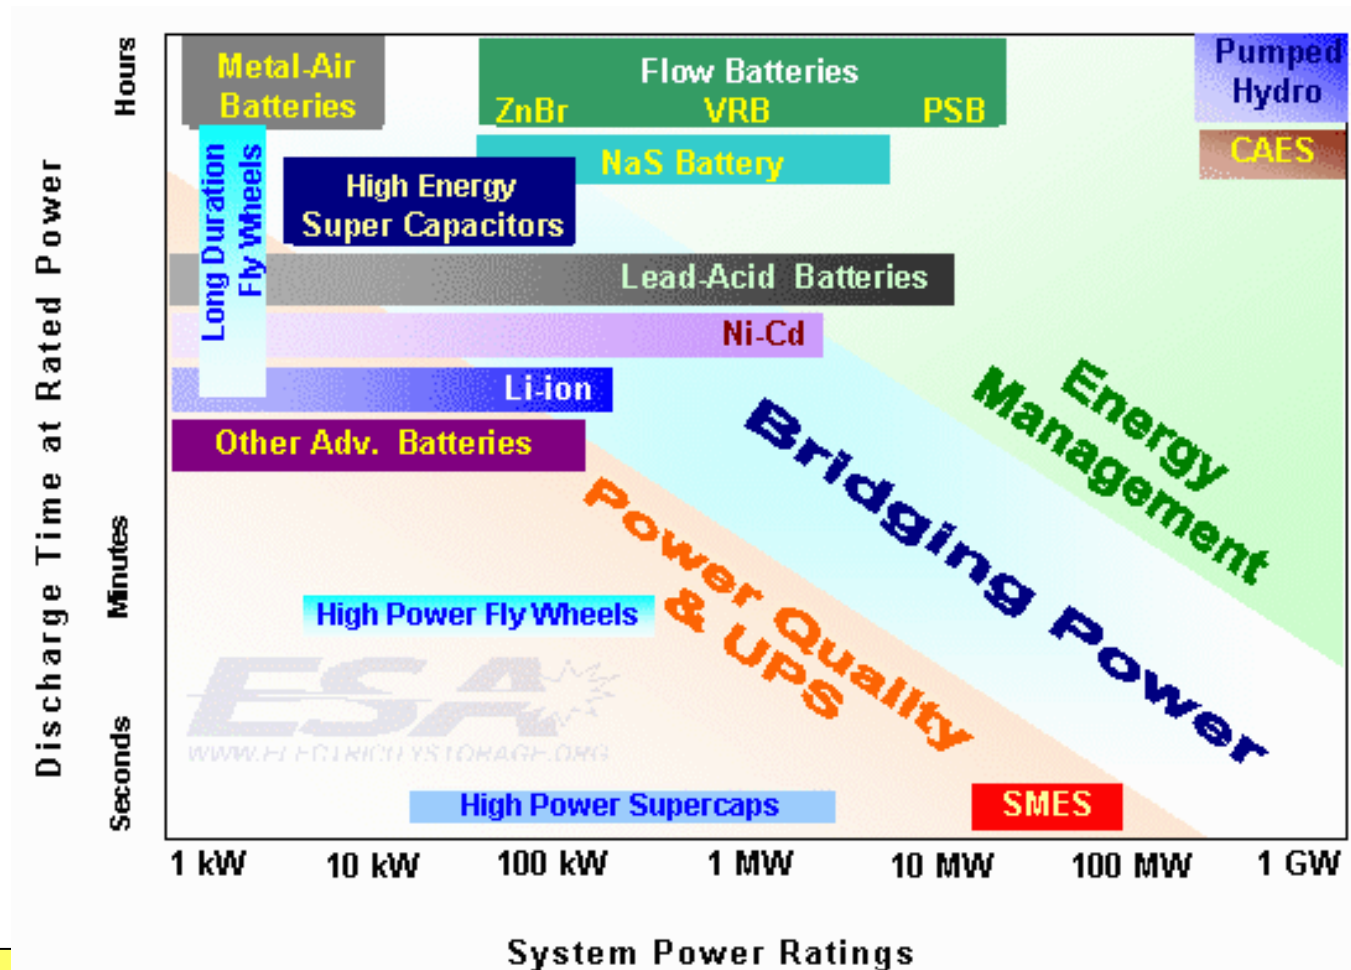 Hours
Minutes
Seconds
Discharge Time at Rated Power
Metal-Air
Batteries
Flow Batteries
ZnBr VRB PSB
Pumped
Hydro
CAES
NaS Battery
High Energy
Super Capacitors
Long Duration
Fly Wheels
Lead-Acid Batteries
Ni-Cd
Li-ion
Other Adv. Batteries
Energy
Management
Bridging Power
Power Quality
& UPS
High Power Fly Wheels
ESA
WWW.ELECTRICITYSTORAGE.ORG
High Power Supercaps
SMES
1 kW 10 kW 100 kW 1 MW 10 MW 100 MW 1 GW
System Power Ratings